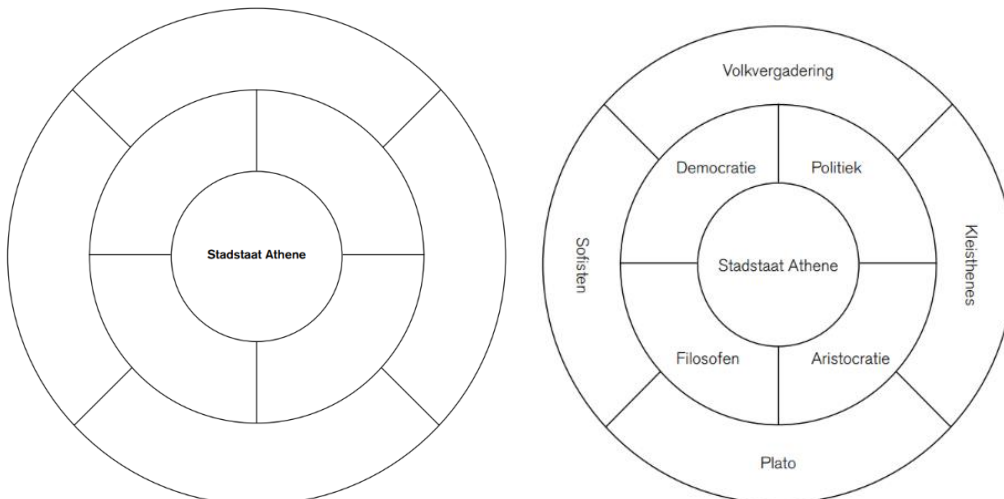 Stadstaat Athene
Volkvergadering
Democratie
Politiek
Sofisten
Stadstaat Athene
Kleisthenes
Filosofen
Aristocratie
Plato